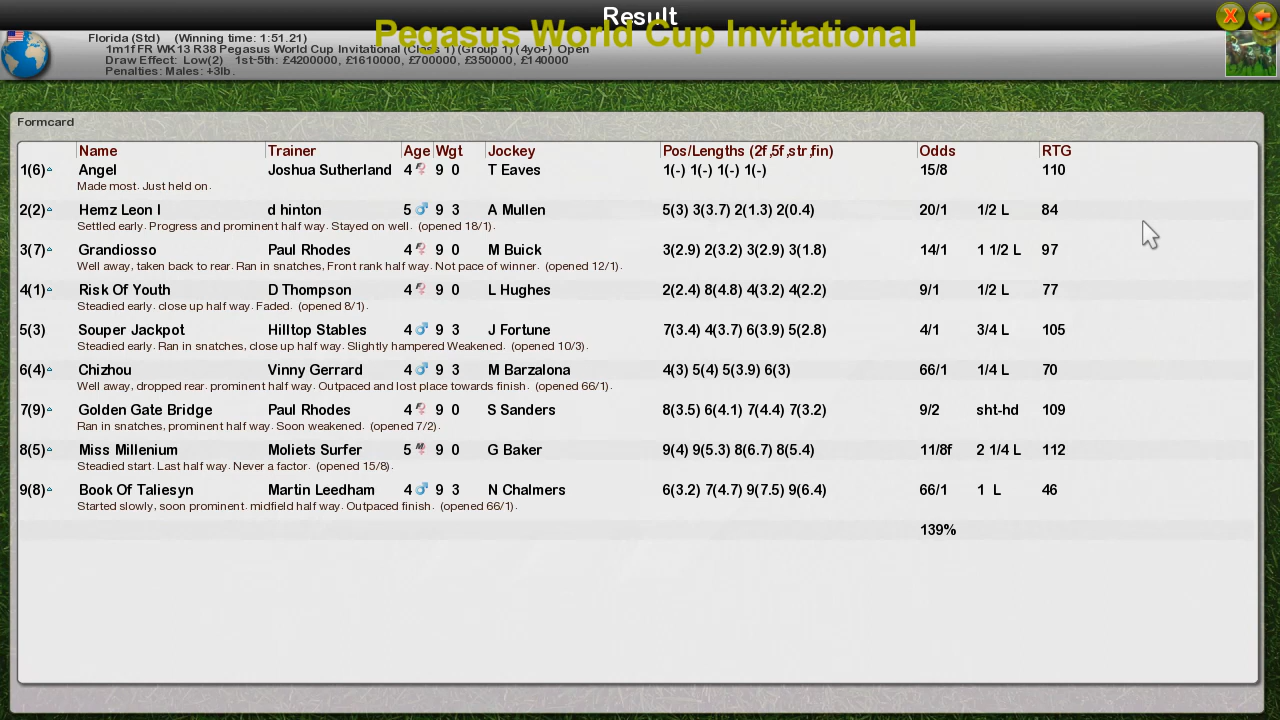 Result
Pegasus World Cup Invitational
Florida (Std) (Winning time: 1:51.21)
1m1f FR WK13 R38 Pegasus World Cup Invitational (Class 1) (Group 1) (4yo+) Open
Draw Effect: Low(2) 1st-5th: £4200000, £1610000, £700000, £350000, £140000
Penalties: Males: +3lb.
Formcard
Name Trainer Age Wgt Jockey Pos/Lengths (2f,5f,str,fin) Odds RTG
1(6) Angel Joshua Sutherland 4 9 0 T Eaves 1(-) 1(-) 1(-) 1(-) 15/8 110
Made most. Just held on.
2(2) Hemz Leon I d hinton 5 9 3 A Mullen 5(3) 3(3.7) 2(1.3) 2(0.4) 20/1 1/2 L 84
Settled early. Progress and prominent half way. Stayed on well. (opened 18/1).
3(7) Grandiosso Paul Rhodes 4 9 0 M Buick 3(2.9) 2(3.2) 3(2.9) 3(1.8) 14/1 1 1/2 L 97
Well away, taken back to rear. Ran in snatches, Front rank half way. Not pace of winner. (opened 12/1).
4(1) Risk Of Youth D Thompson 4 9 0 L Hughes 2(2.4) 8(4.8) 4(3.2) 4(2.2) 9/1 1/2 L 77
Steadied early. close up half way. Faded. (opened 8/1).
5(3) Souper Jackpot Hilltop Stables 4 9 3 J Fortune 7(3.4) 4(3.7) 6(3.9) 5(2.8) 4/1 3/4 L 105
Steadied early. Ran in snatches, close up half way. Slightly hampered Weakened. (opened 10/3).
6(4) Chizhou Vinny Gerrard 4 9 3 M Barzalona 4(3) 5(4) 5(3.9) 6(3) 66/1 1/4 L 70
Well away, dropped rear. prominent half way. Outpaced and lost place towards finish. (opened 66/1).
7(9) Golden Gate Bridge Paul Rhodes 4 9 0 S Sanders 8(3.5) 6(4.1) 7(4.4) 7(3.2) 9/2 sht-hd 109
Ran in snatches, prominent half way. Soon weakened. (opened 7/2).
8(5) Miss Millenium Moliets Surfer 5 9 0 G Baker 9(4) 9(5.3) 8(6.7) 8(5.4) 11/8f 2 1/4 L 112
Steadied start. Last half way. Never a factor. (opened 15/8).
9(8) Book Of Taliesyn Martin Leedham 4 9 3 N Chalmers 6(3.2) 7(4.7) 9(7.5) 9(6.4) 66/1 1 L 46
Started slowly, soon prominent. midfield half way. Outpaced finish. (opened 66/1).
139%